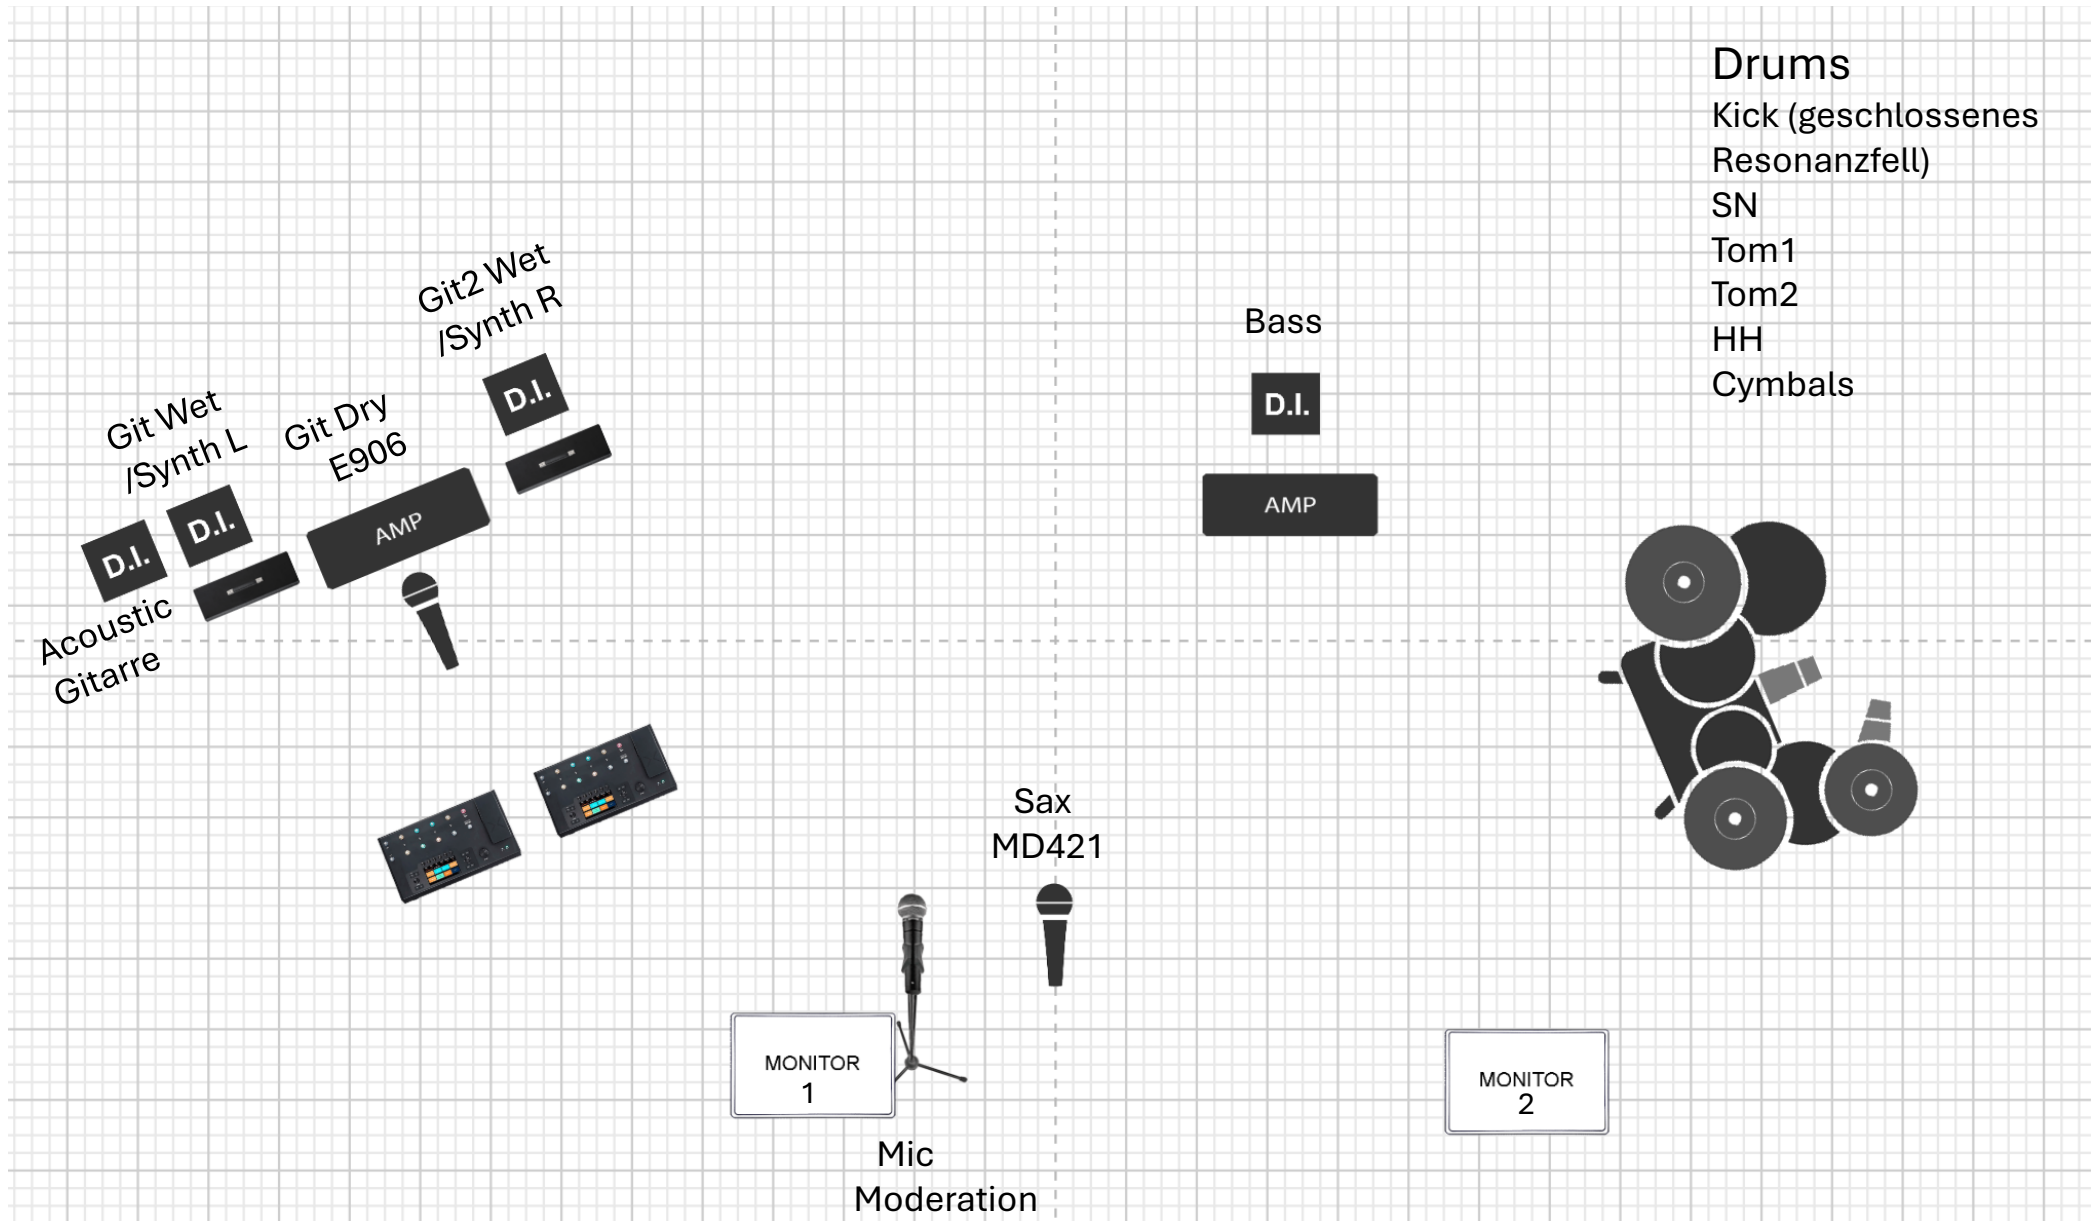 Drums
Kick (geschlossenes
Resonanzfell)
SN
Tom1
Tom2
HH
Cymbals
Git2 Wet
/Synth R
D.I.
Git Wet
/Synth L
D.I.
Git Dry
E906
AMP
D.I.
Acoustic
Gitarre
Bass
D.I.
AMP
Sax
MD421
MONITOR
1
Mic
Moderation
MONITOR
2